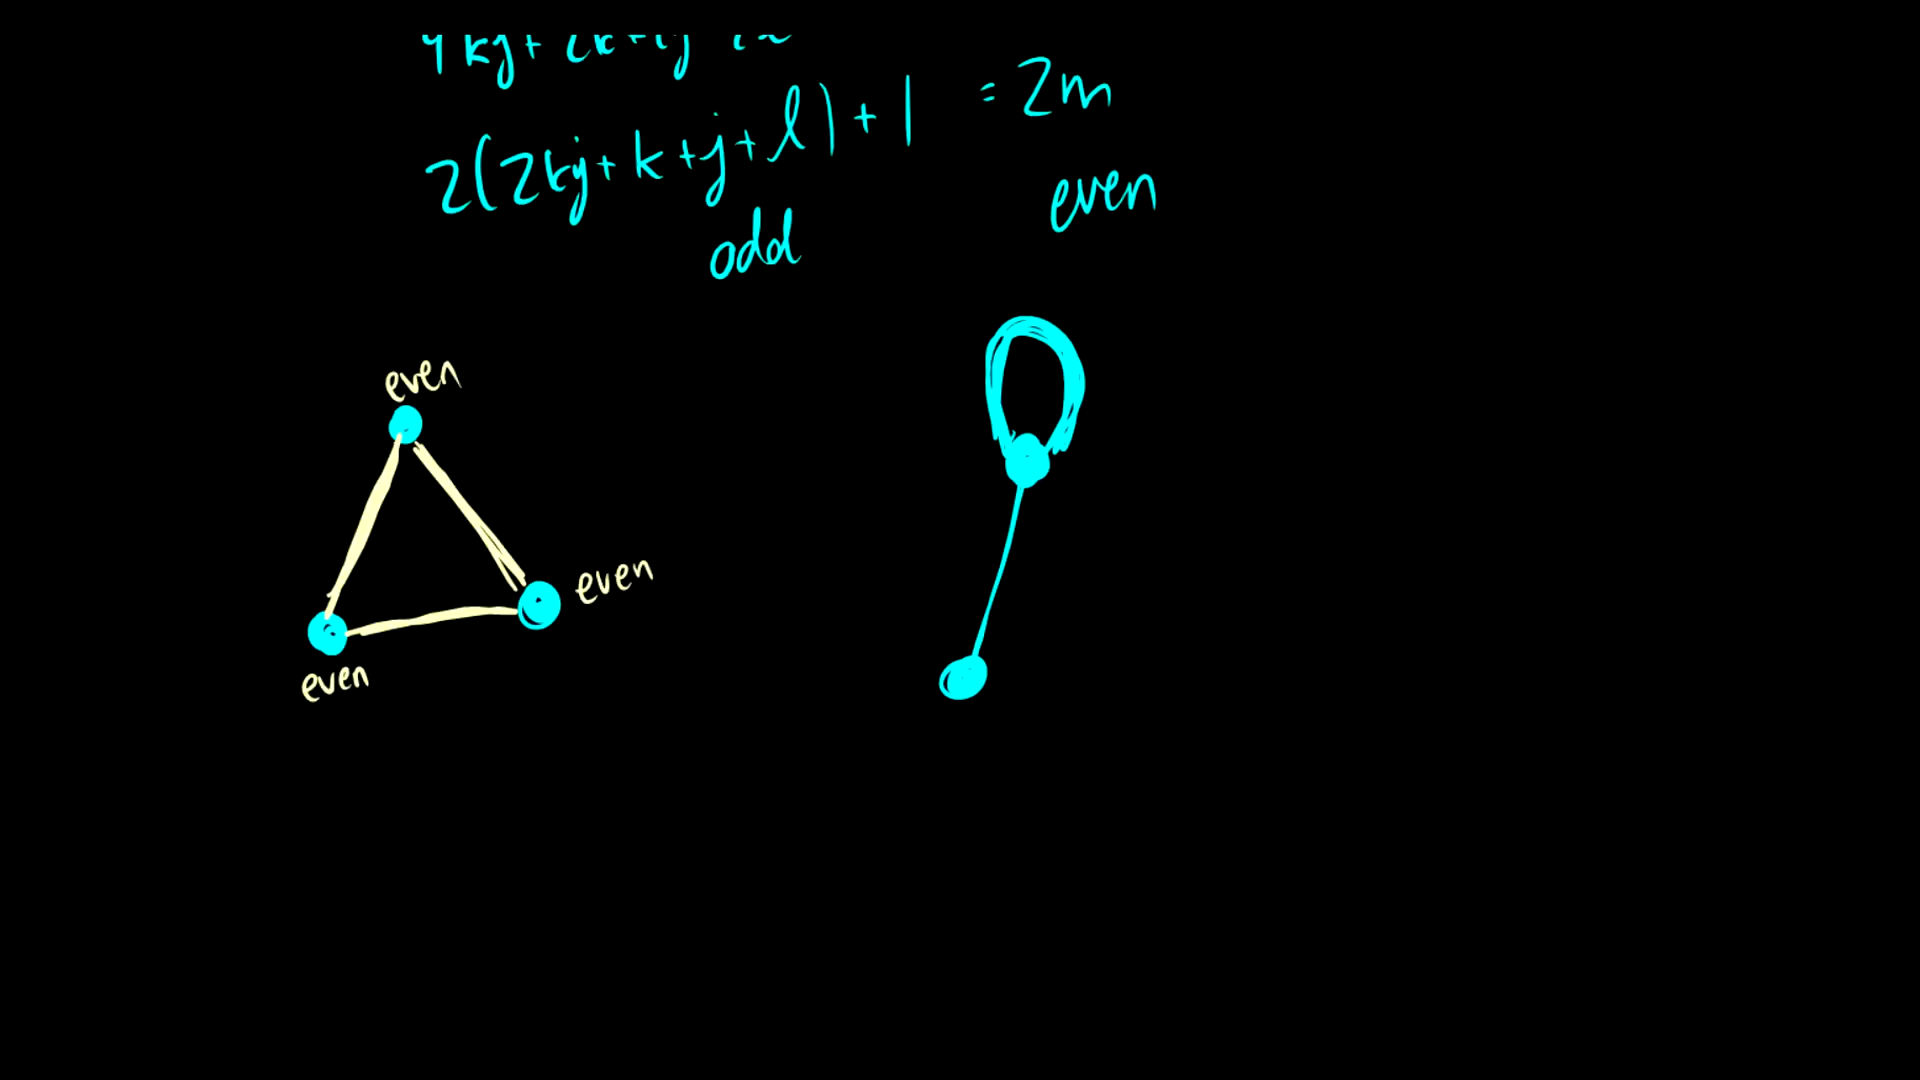 2(2kj+k+j+l)+1 = 2m
odd
even
even
even
even